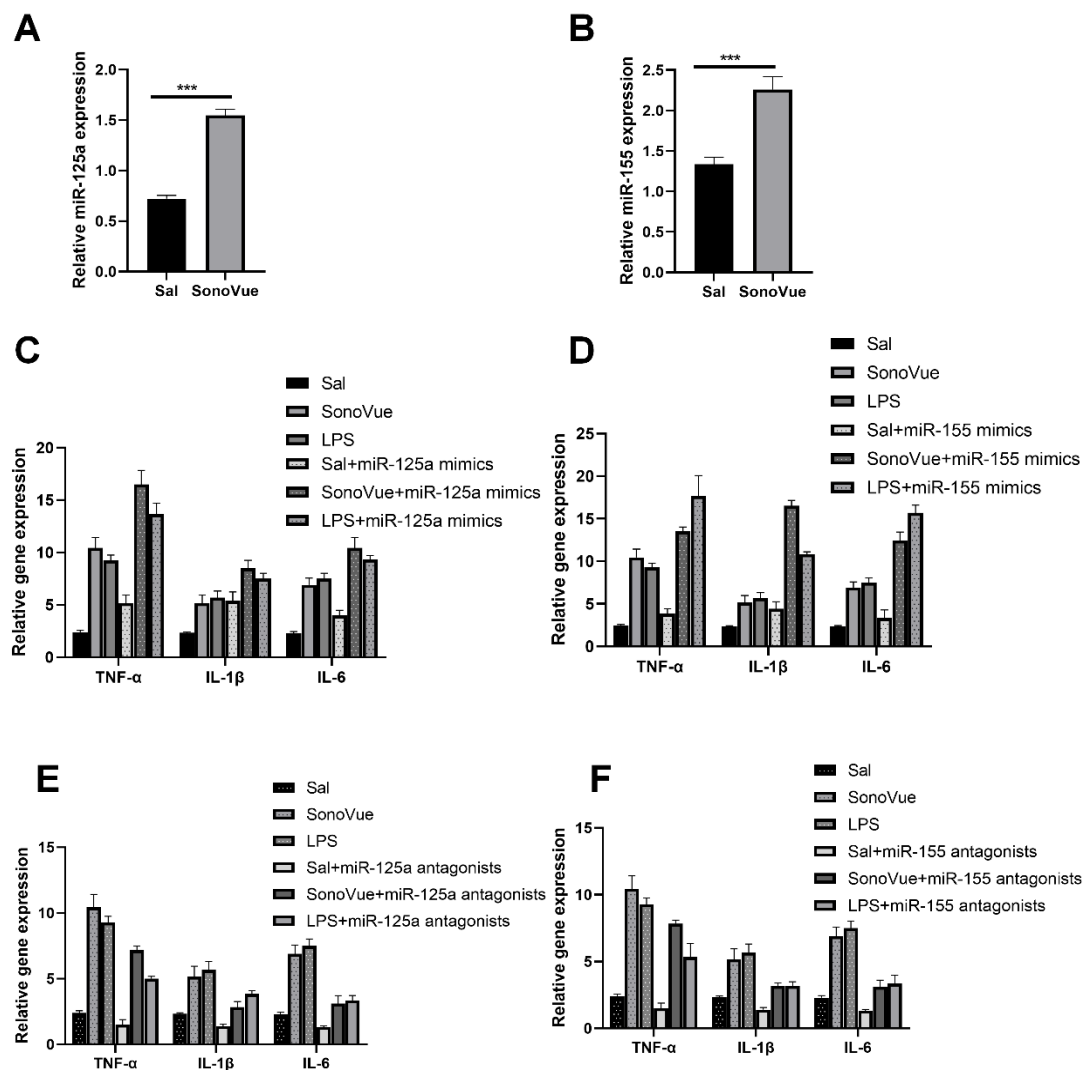 A
Relative miR-125a expression
2.0
1.5
1.0
0.5
0.0
***
Sal SonoVue
B
Relative miR-155 expression
2.5
2.0
1.5
1.0
0.5
0.0
***
Sal SonoVue
C
Sal
SonoVue
LPS
Sal+miR-125a mimics
SonoVue+miR-125a mimics
LPS+miR-125a mimics
Relative gene expression
20
15
10
5
0
TNF-α IL-1β IL-6
D
Sal
SonoVue
LPS
Sal+miR-155 mimics
SonoVue+miR-155 mimics
LPS+miR-155 mimics
Relative gene expression
25
20
15
10
5
0
TNF-α IL-1β IL-6
E
Sal
SonoVue
LPS
Sal+miR-125a antagonists
SonoVue+miR-125a antagonists
LPS+miR-125a antagonists
Relative gene expression
15
10
5
0
TNF-α IL-1β IL-6
F
Sal
SonoVue
LPS
Sal+miR-155 antagonists
SonoVue+miR-155 antagonists
LPS+miR-155 antagonists
Relative gene expression
15
10
5
0
TNF-α IL-1β IL-6